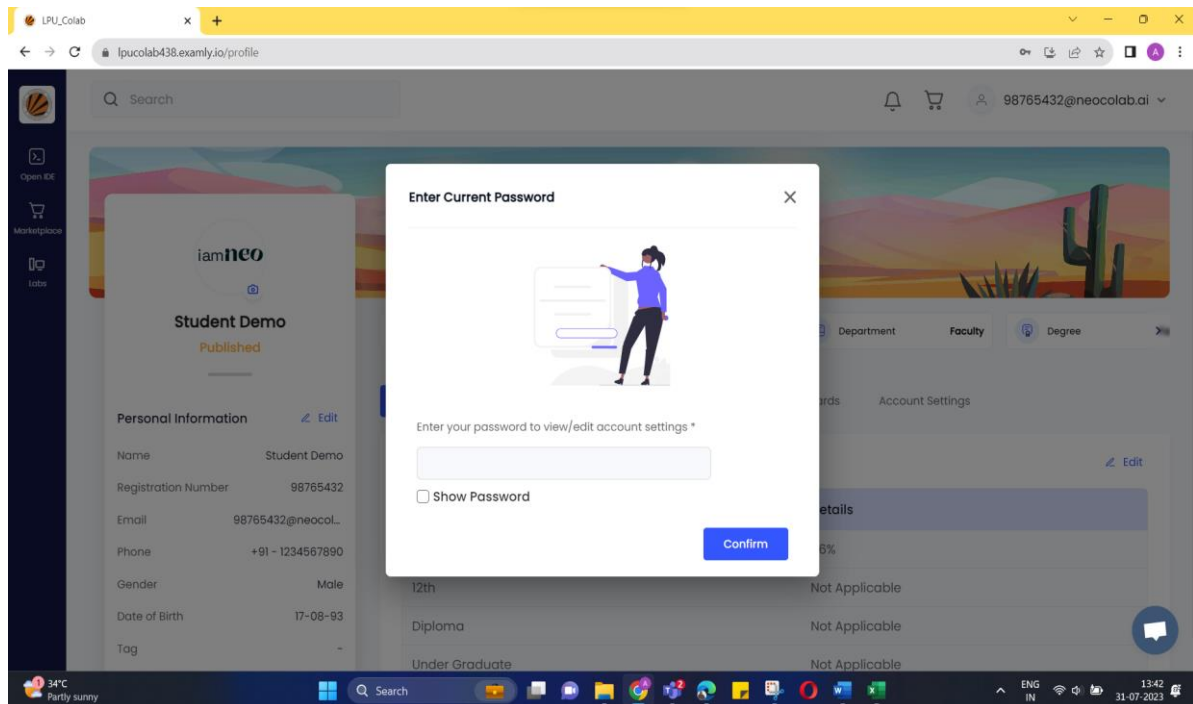 LPU_Colab
lpucolab438.examly.io/profile
A
Search
98765432@neocolab.ai
Open IDE
Marketplace
Labs
iamneo
Student Demo
Published
Personal Information
Edit
Name Student Demo
Registration Number 98765432
Email 98765432@neocol...
Phone +91 - 1234567890
Gender Male
Date of Birth 17-08-93
Tag -
Enter Current Password
Enter your password to view/edit account settings *
Show Password
Confirm
Department Faculty Degree
Account Settings
Edit
etails
6%
12th Not Applicable
Diploma Not Applicable
Under Graduate Not Applicable
1
34°C
Partly sunny
Search
ENG
IN
13:42
31-07-2023